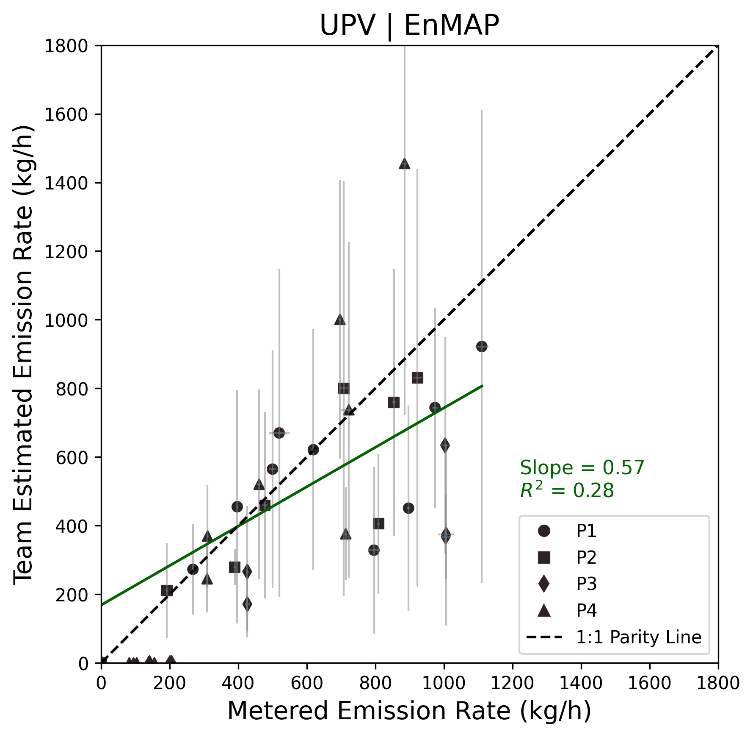 UPV | EnMAP
Team Estimated Emission Rate (kg/h)
1800
1600
1400
1200
1000
800
600
400
200
0
Slope = 0.57
R² = 0.28
P1
P2
P3
P4
1:1 Parity Line
0 200 400 600 800 1000 1200 1400 1600 1800
Metered Emission Rate (kg/h)